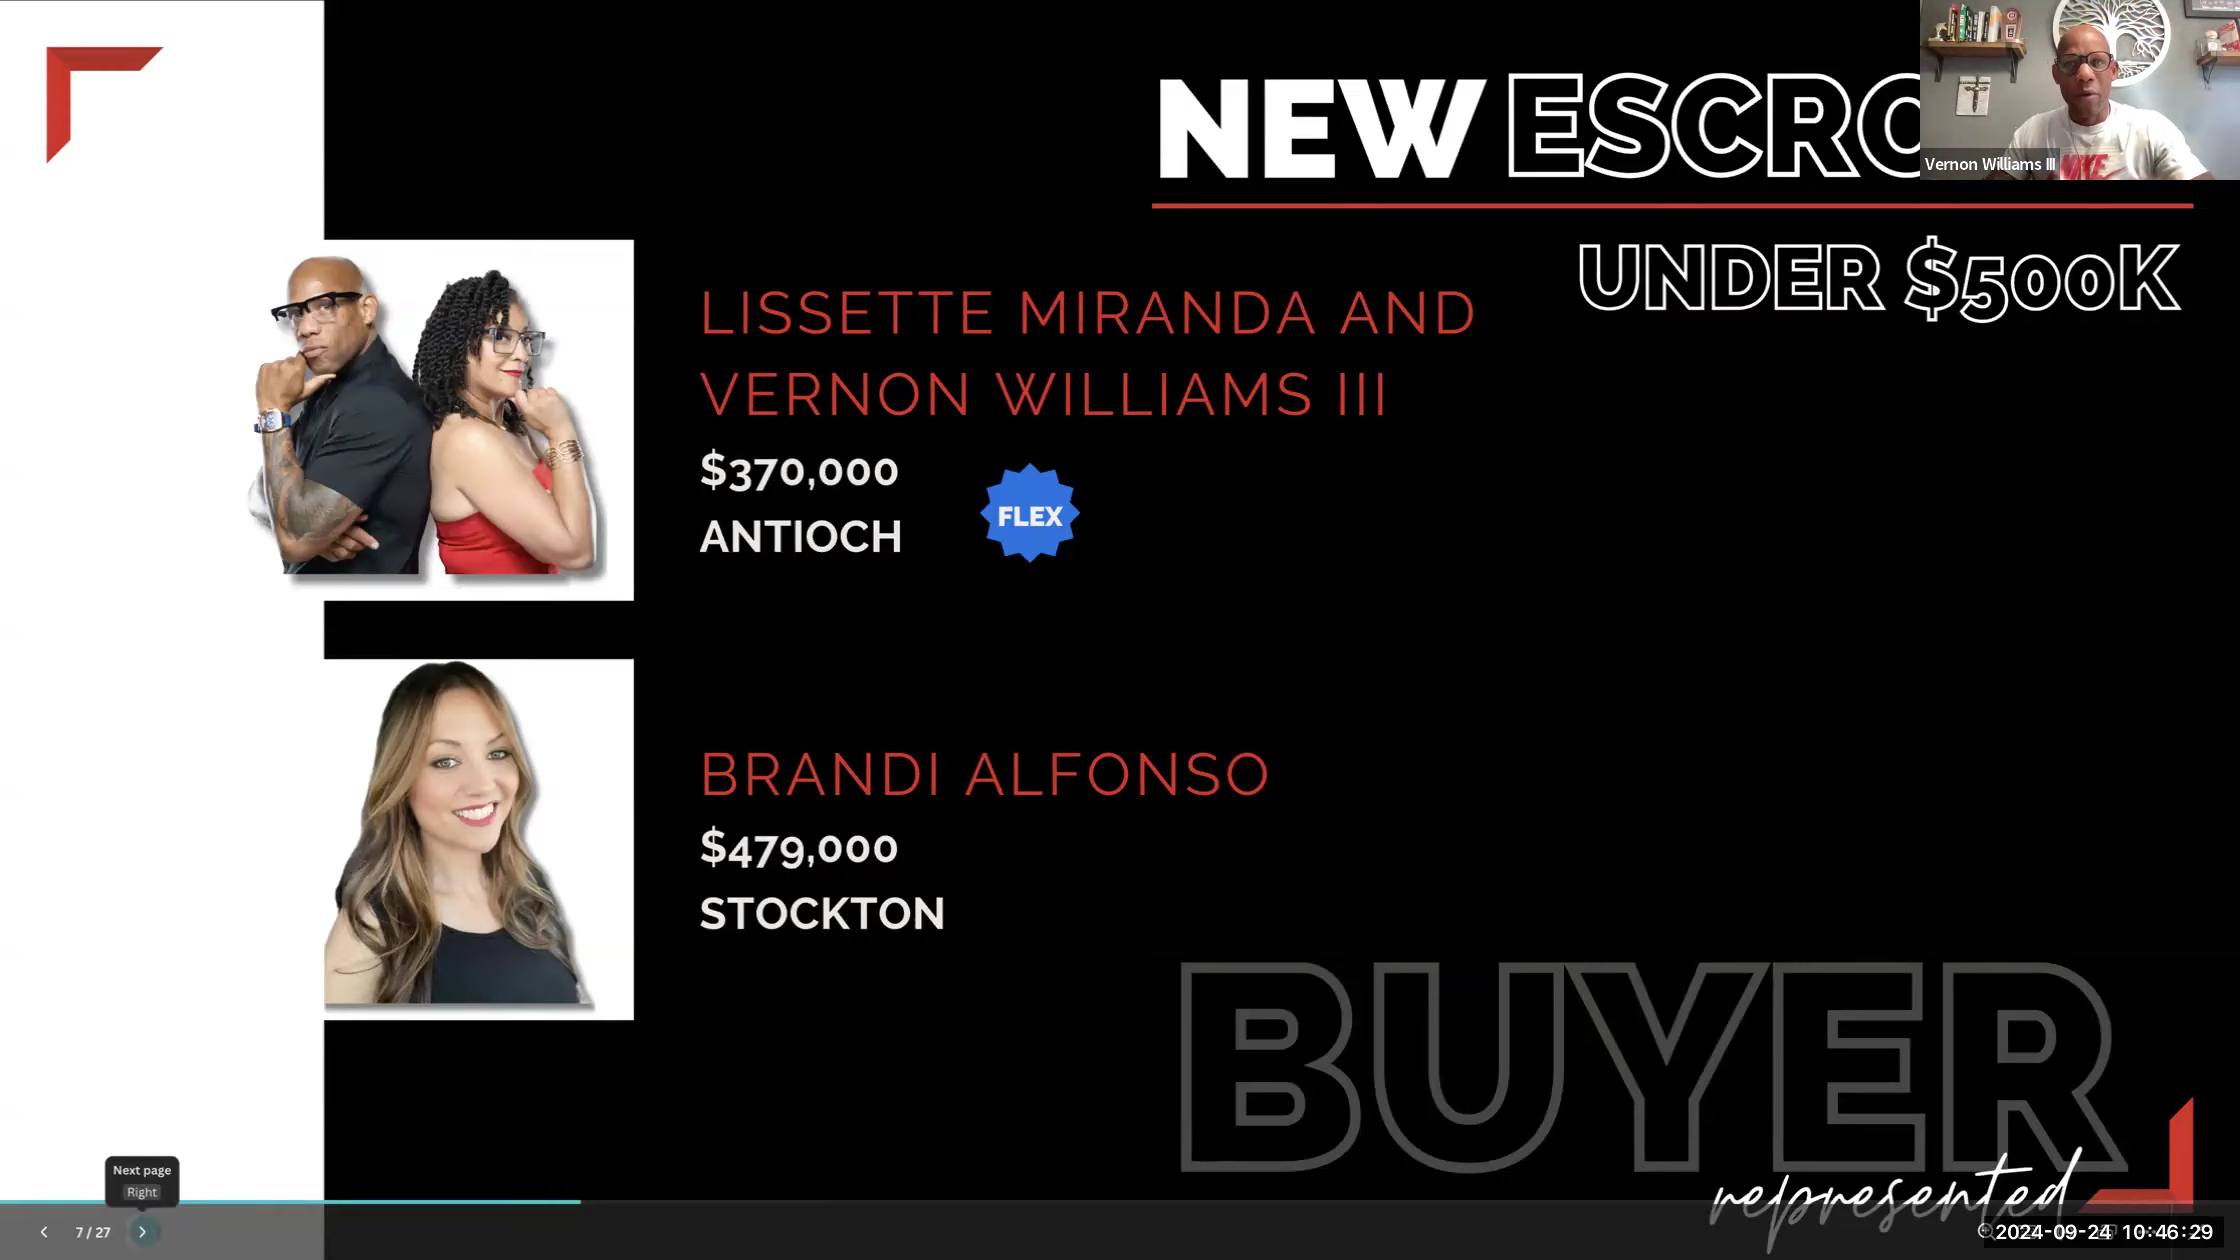 NEW ESCRO
Vernon Williams III
NIKE
UNDER $500K
LISSETTE MIRANDA AND
VERNON WILLIAMS III
$370,000
ANTIOCH
FLEX
BRANDI ALFONSO
$479,000
STOCKTON
BUYER
represented
Next page
Right
7 / 27
2024-09-24 10:46:29